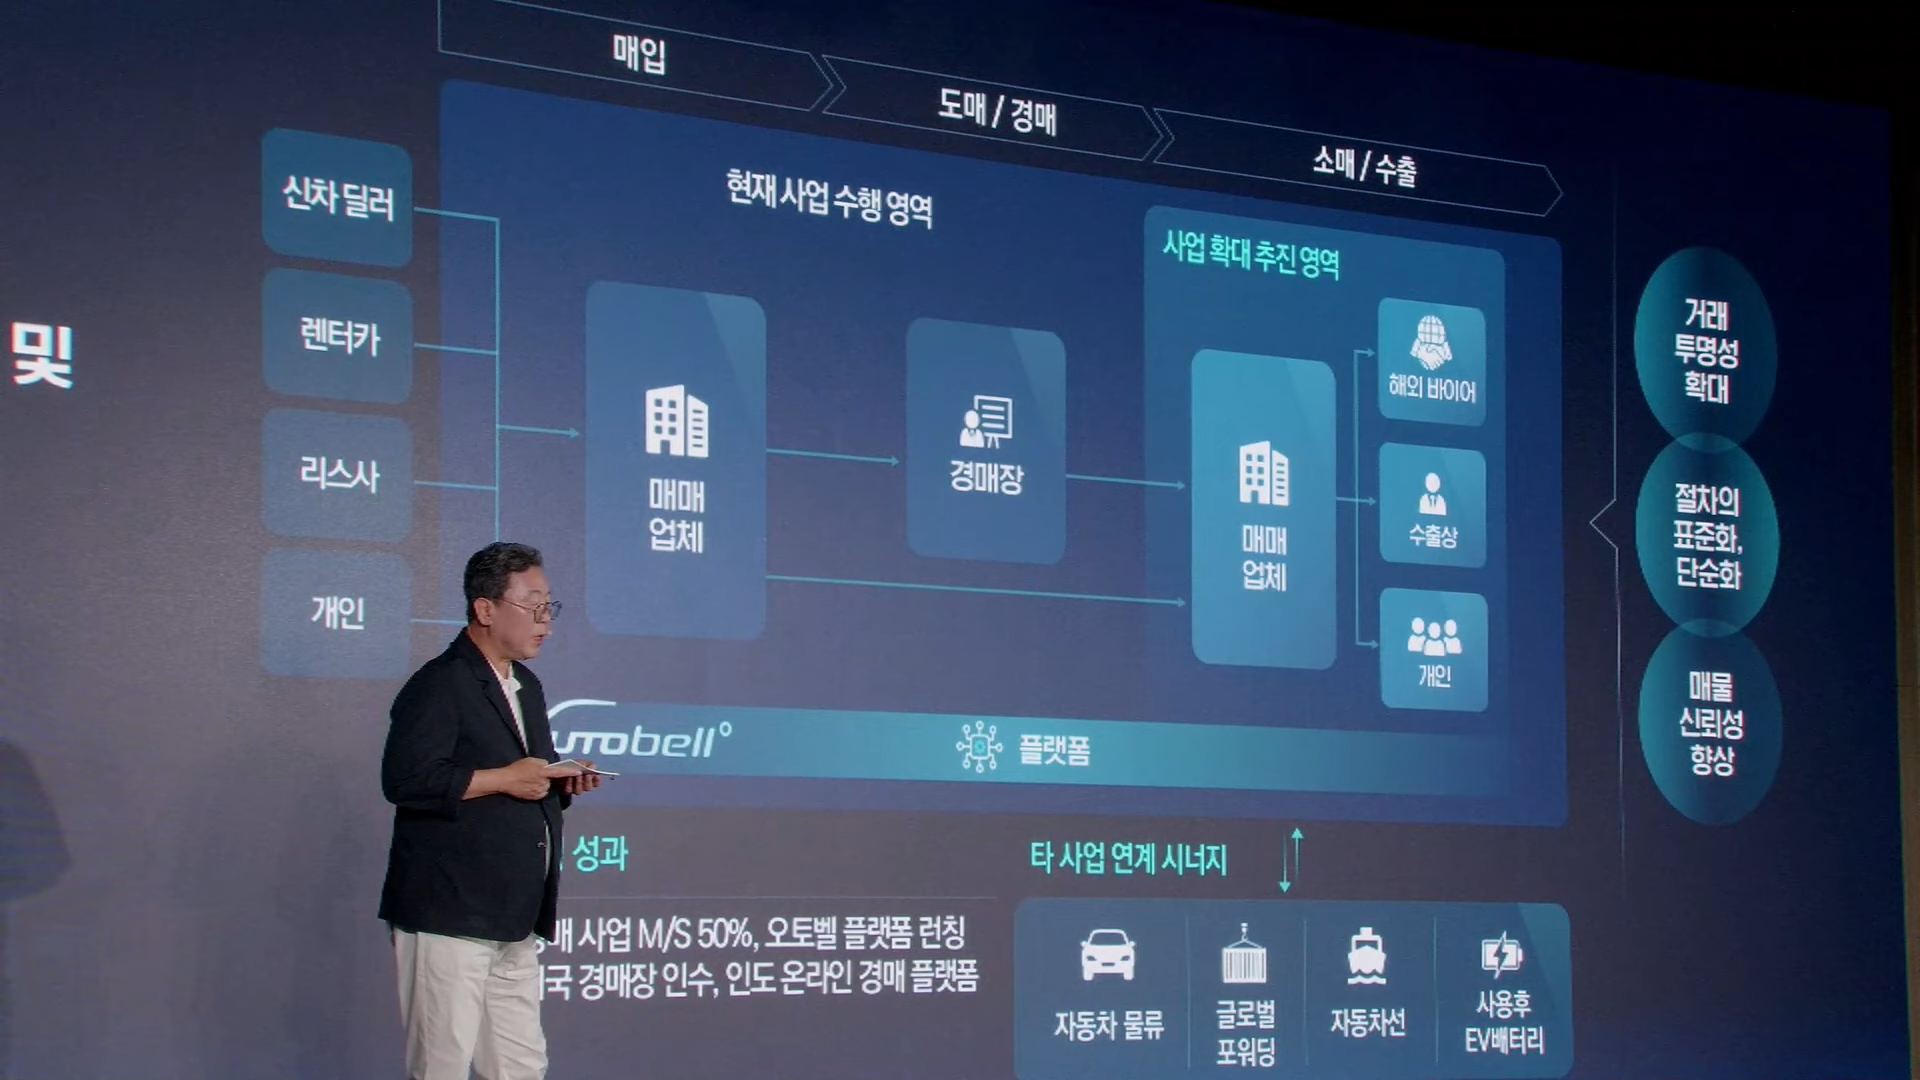 매입
도매 / 경매
소매 / 수출
및
신차 딜러
렌터카
리스사
개인
현재 사업 수행 영역
사업 확대 추진 영역
매매
업체
경매장
매매
업체
해외 바이어
수출상
개인
플랫폼
거래
투명성
확대
절차의
표준화,
단순화
매물
신뢰성
향상
성과
사업 M/S 50%, 오토벨 플랫폼 런칭
경매장 인수, 인도 온라인 경매 플랫폼
타 사업 연계 시너지
자동차 물류
글로벌
포워딩
자동차선
사용후
EV배터리